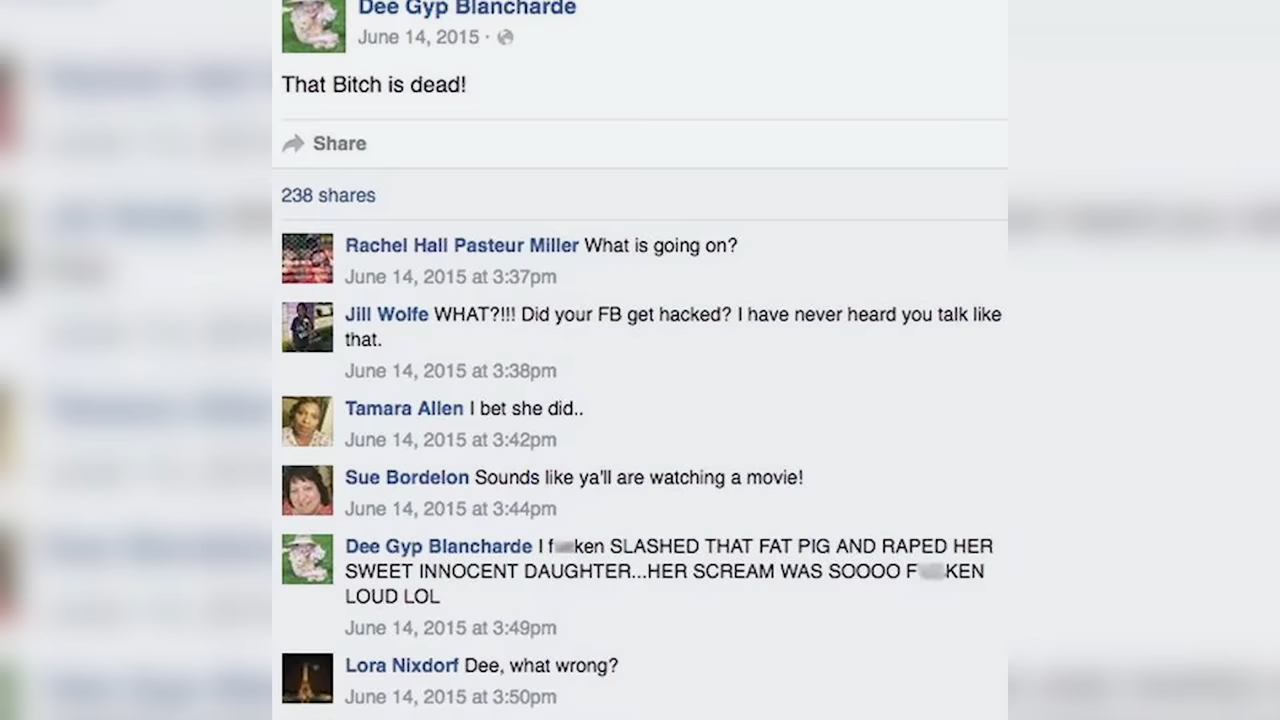 Dee Gyp Blancharde
June 14, 2015 ·
That Bitch is dead!
Share
238 shares
Rachel Hall Pasteur Miller What is going on?
June 14, 2015 at 3:37pm
Jill Wolfe WHAT?!!! Did your FB get hacked? I have never heard you talk like
that.
June 14, 2015 at 3:38pm
Tamara Allen I bet she did..
June 14, 2015 at 3:42pm
Sue Bordelon Sounds like ya'll are watching a movie!
June 14, 2015 at 3:44pm
Dee Gyp Blancharde I f ken SLASHED THAT FAT PIG AND RAPED HER
SWEET INNOCENT DAUGHTER...HER SCREAM WAS SOOOO F KEN
LOUD LOL
June 14, 2015 at 3:49pm
Lora Nixdorf Dee, what wrong?
June 14, 2015 at 3:50pm